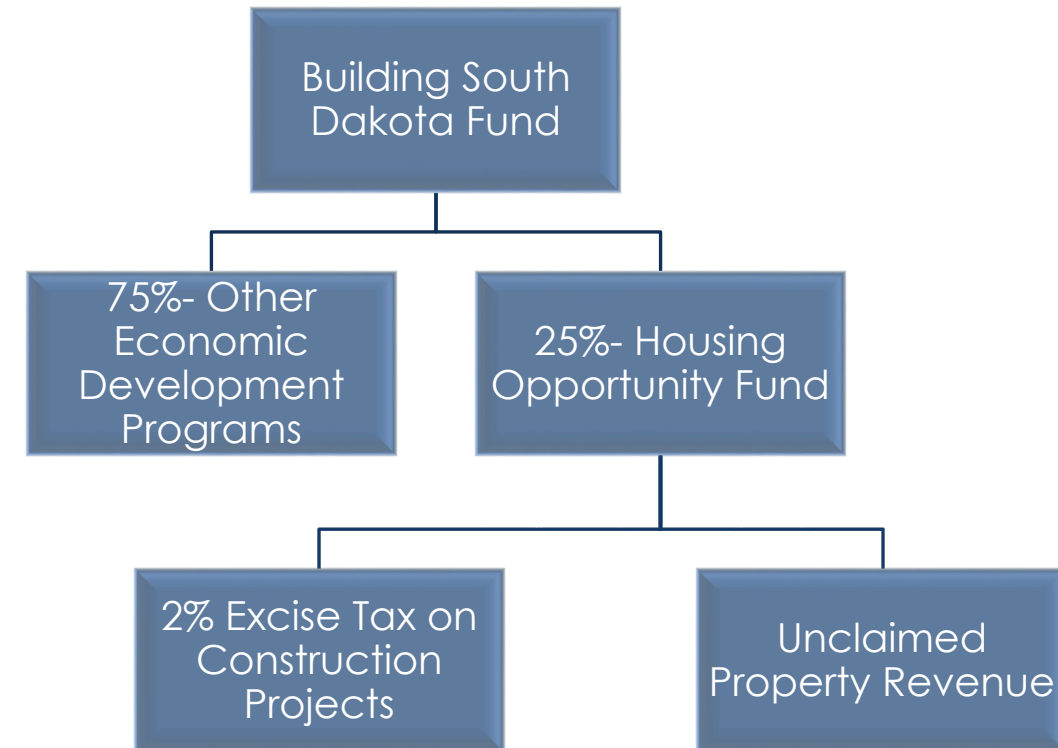 Building South
Dakota Fund
75%- Other
Economic
Development
Programs
25%- Housing
Opportunity Fund
2% Excise Tax on
Construction
Projects
Unclaimed
Property Revenue